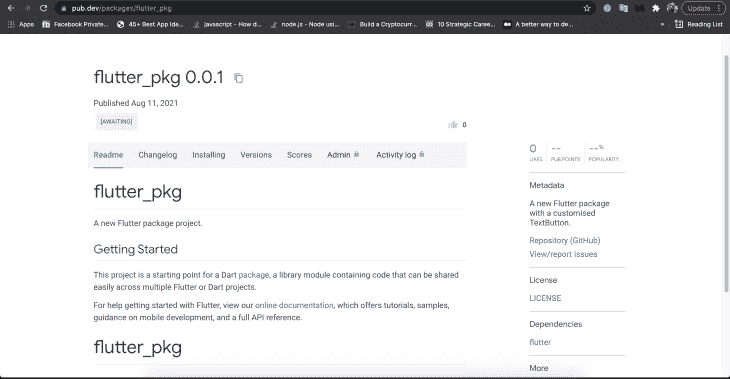 pub.dev/packages/flutter_pkg
Update
Apps
Facebook Private...
45+ Best App Ide...
Javascript - How d...
node.js - Node usi...
Build a Cryptocurr...
10 Strategic Career...
A better way to de...
»
Reading List
flutter_pkg 0.0.1
Published Aug 11, 2021
[AWAITING]
0
Readme
Changelog
Installing
Versions
Scores
Admin
Activity log
flutter_pkg
A new Flutter package project.
Getting Started
This project is a starting point for a Dart package, a library module containing code that can be shared
easily across multiple Flutter or Dart projects.
For help getting started with Flutter, view our online documentation, which offers tutorials, samples,
guidance on mobile development, and a full API reference.
flutter_pkg
0
LIKES
--
PUB POINTS
--%
POPULARITY
Metadata
A new Flutter package
with a customised
TextButton.
Repository (GitHub)
View/report issues
License
LICENSE
Dependencies
flutter
More